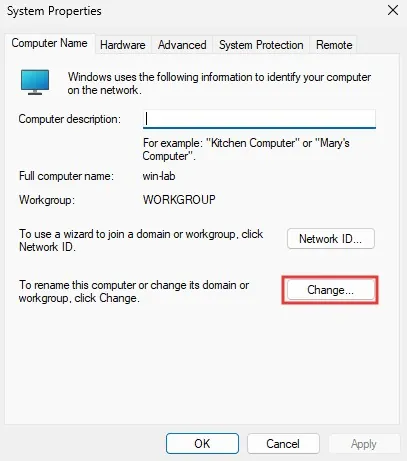 System Properties
Computer Name Hardware Advanced System Protection Remote
Windows uses the following information to identify your computer
on the network.
Computer description:
For example: "Kitchen Computer" or "Mary's
Computer".
Full computer name: win-lab
Workgroup: WORKGROUP
To use a wizard to join a domain or workgroup, click
Network ID.
Network ID...
To rename this computer or change its domain or
workgroup, click Change.
Change...
OK Cancel Apply